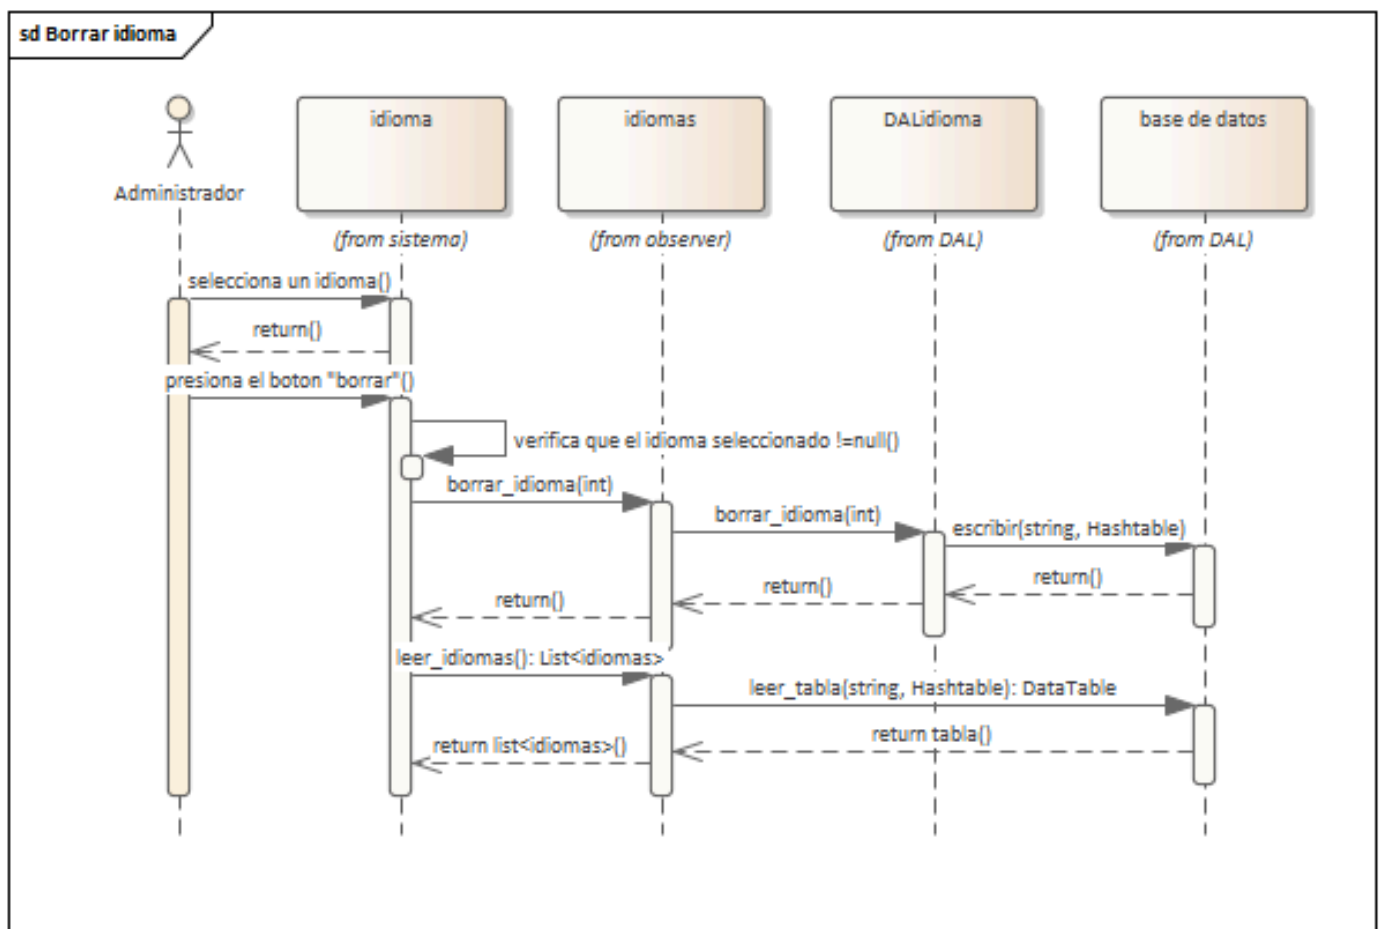 sd Borrar idioma
idioma
idiomas
DALidioma
base de datos
Administrador
(from sistema)
(from observer)
(from DAL)
(from DAL)
selecciona un idioma()
return()
presiona el boton "borrar"()
verifica que el idioma seleccionado !=null()
borrar_idioma(int)
borrar_idioma(int)
escribir(string, Hashtable)
return()
return()
return()
leer_idiomas(): List<idiomas>
leer_tabla(string, Hashtable): DataTable
return tabla()
return list<idiomas>()